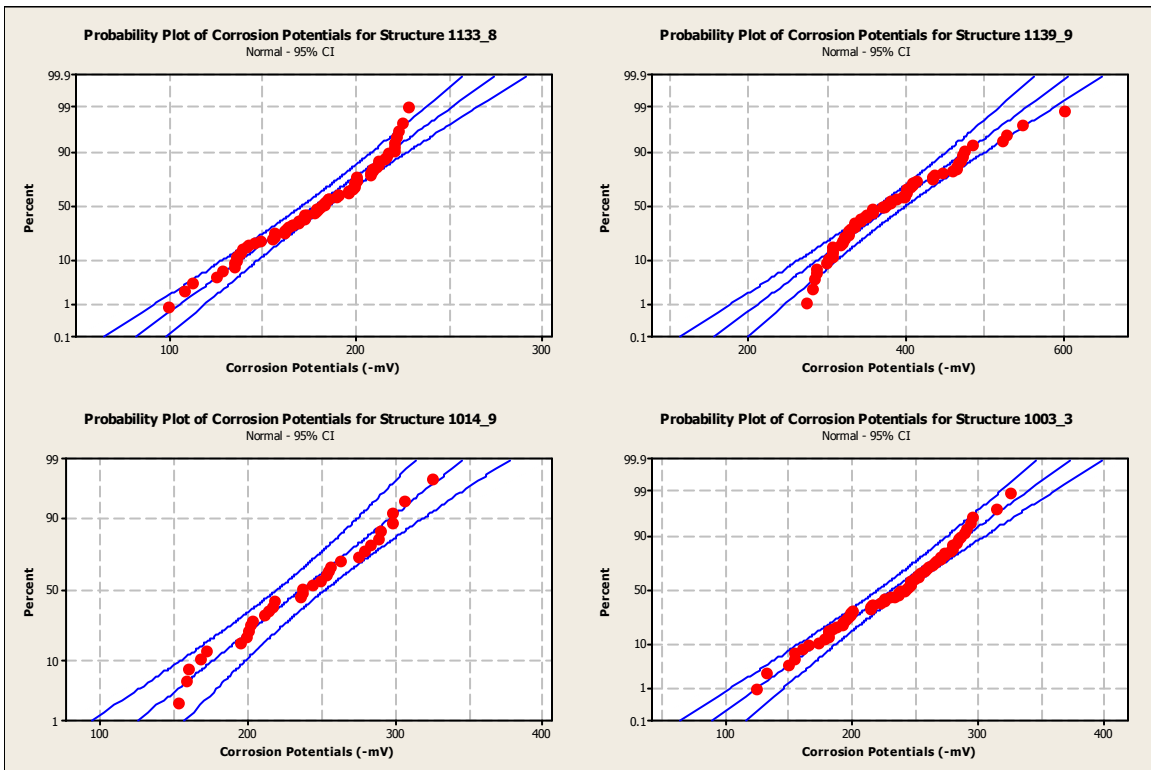 Probability Plot of Corrosion Potentials for Structure 1133_8
Normal - 95% CI
99.9
99
90
50
10
1
0.1
Percent
100
200
300
Corrosion Potentials (-mV)
Probability Plot of Corrosion Potentials for Structure 1139_9
Normal - 95% CI
99.9
99
90
50
10
1
0.1
Percent
200
400
600
Corrosion Potentials (-mV)
Probability Plot of Corrosion Potentials for Structure 1014_9
Normal - 95% CI
99
90
50
10
1
Percent
100
200
300
400
Corrosion Potentials (-mV)
Probability Plot of Corrosion Potentials for Structure 1003_3
Normal - 95% CI
99.9
99
90
50
10
1
0.1
Percent
100
200
300
400
Corrosion Potentials (-mV)